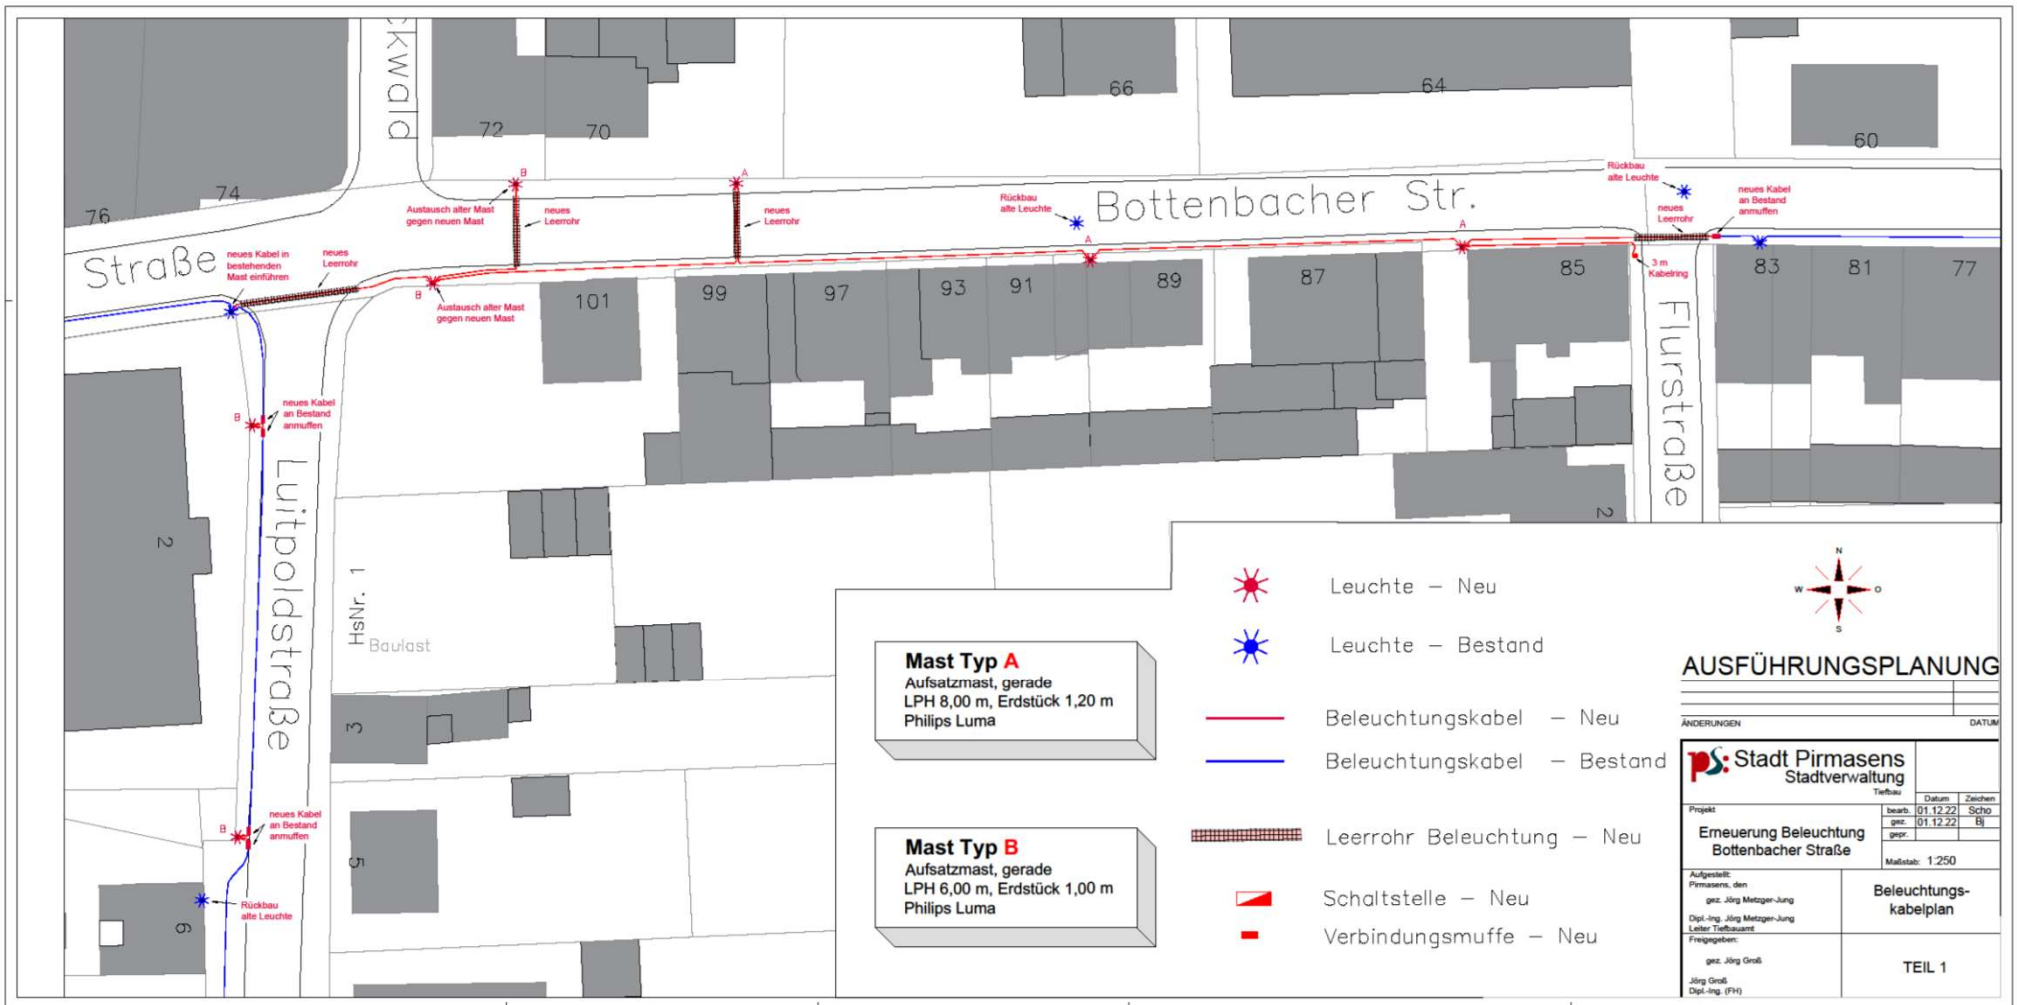 ckwald
66
64
72
70
60
74
76
B
A
Rückbau
alte Leuchte
neues Kabel
an Bestand
anmuffen
Austausch alter Mast
gegen neuen Mast
neues
Leerrohr
neues
Leerrohr
Rückbau
alte Leuchte
Bottenbacher Str.
neues
Leerrohr
Straße
neues Kabel in
bestehenden
Mast einführen
neues
Leerrohr
A
A
B
Austausch alter Mast
gegen neuen Mast
3 m
Kabelring
101
99
97
93
91
89
87
85
83
81
77
Flurstraße
B
neues Kabel
an Bestand
anmuffen
Luitpoldstraße
2
2
HsNr. 1
Baulast
3
B
neues Kabel
an Bestand
anmuffen
5
Rückbau
alte Leuchte
6
Mast Typ A
Aufsatzmast, gerade
LPH 8,00 m, Erdstück 1,20 m
Philips Luma
Mast Typ B
Aufsatzmast, gerade
LPH 6,00 m, Erdstück 1,00 m
Philips Luma
Leuchte – Neu
Leuchte – Bestand
Beleuchtungskabel – Neu
Beleuchtungskabel – Bestand
Leerrohr Beleuchtung – Neu
Schaltstelle – Neu
Verbindungsmuffe – Neu
N
W O
S
AUSFÜHRUNGSPLANUNG
ÄNDERUNGEN DATUM
ps: Stadt Pirmasens
Stadtverwaltung
Tiefbau
Datum Zeichen
Projekt
bearb. 01.12.22 Scho
gez. 01.12.22 Bj
gepr.
Erneuerung Beleuchtung
Bottenbacher Straße
Maßstab: 1:250
Aufgestellt:
Pirmasens, den
gez. Jörg Metzger-Jung
Dipl.-Ing. Jörg Metzger-Jung
Leiter Tiefbauamt
Beleuchtungs-
kabelplan
Freigegeben:
gez. Jörg Groß
Jörg Groß
Dipl.-Ing. (FH)
TEIL 1